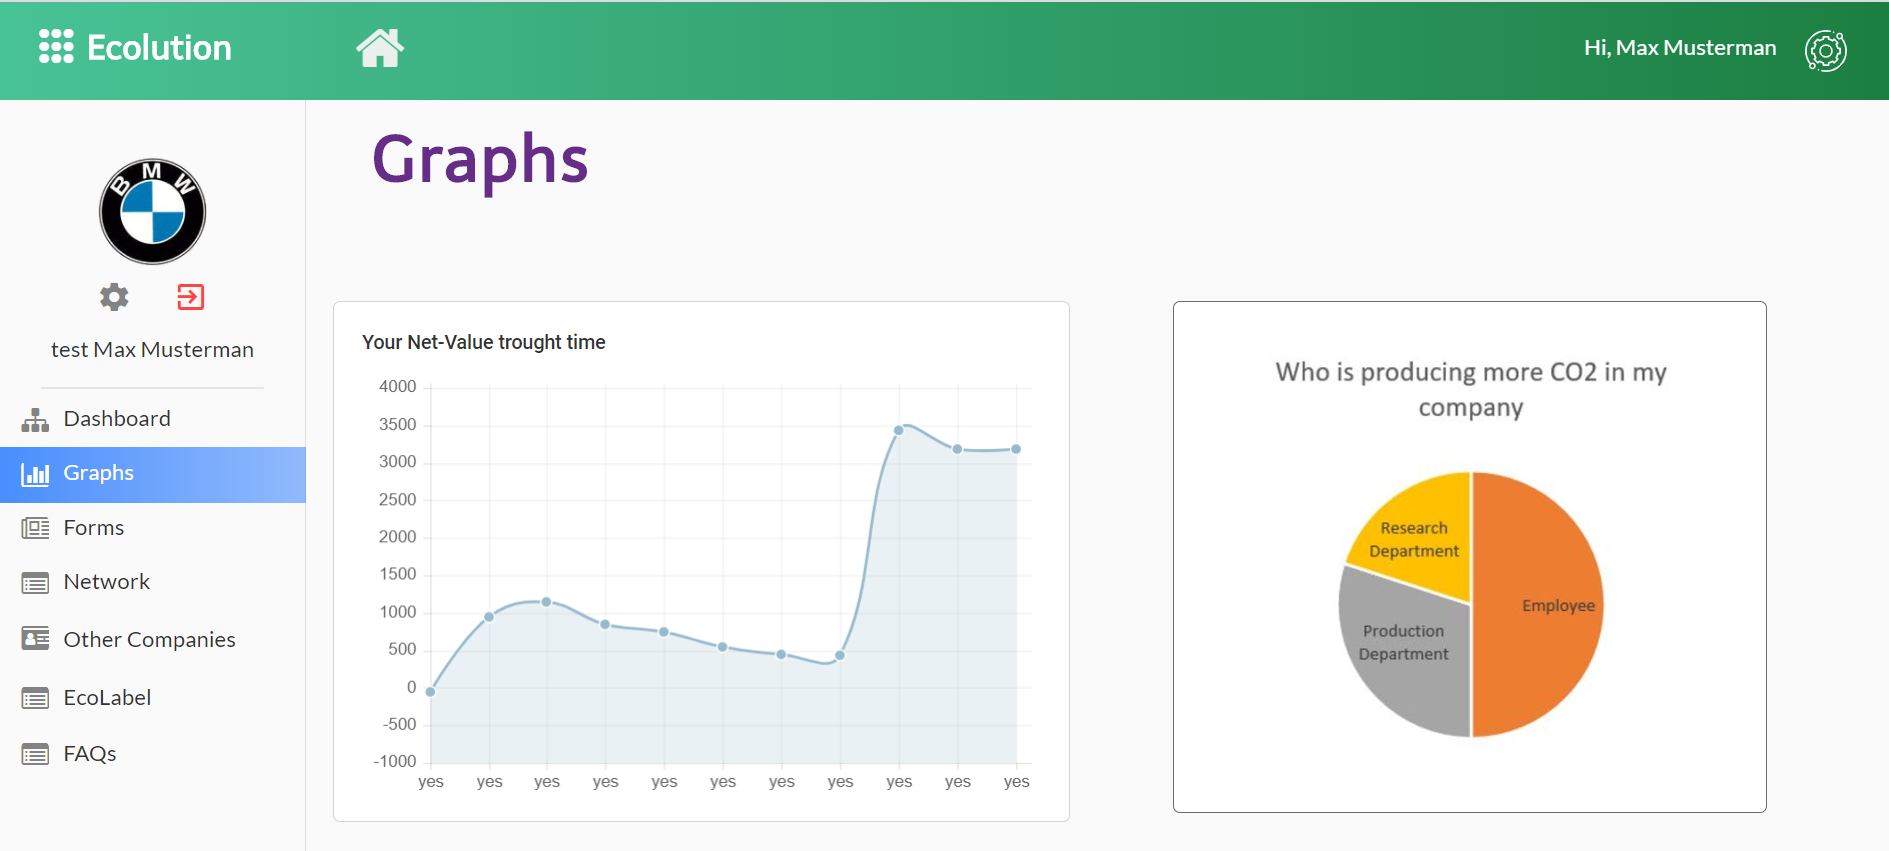 Ecolution
Hi, Max Musterman
BMW
test Max Musterman
Dashboard
Graphs
Forms
Network
Other Companies
EcoLabel
FAQs
Graphs
Your Net-Value trought time
4000
3500
3000
2500
2000
1500
1000
500
0
-500
-1000
yes yes yes yes yes yes yes yes yes yes yes
Who is producing more CO2 in my
company
Research
Department
Employee
Production
Department